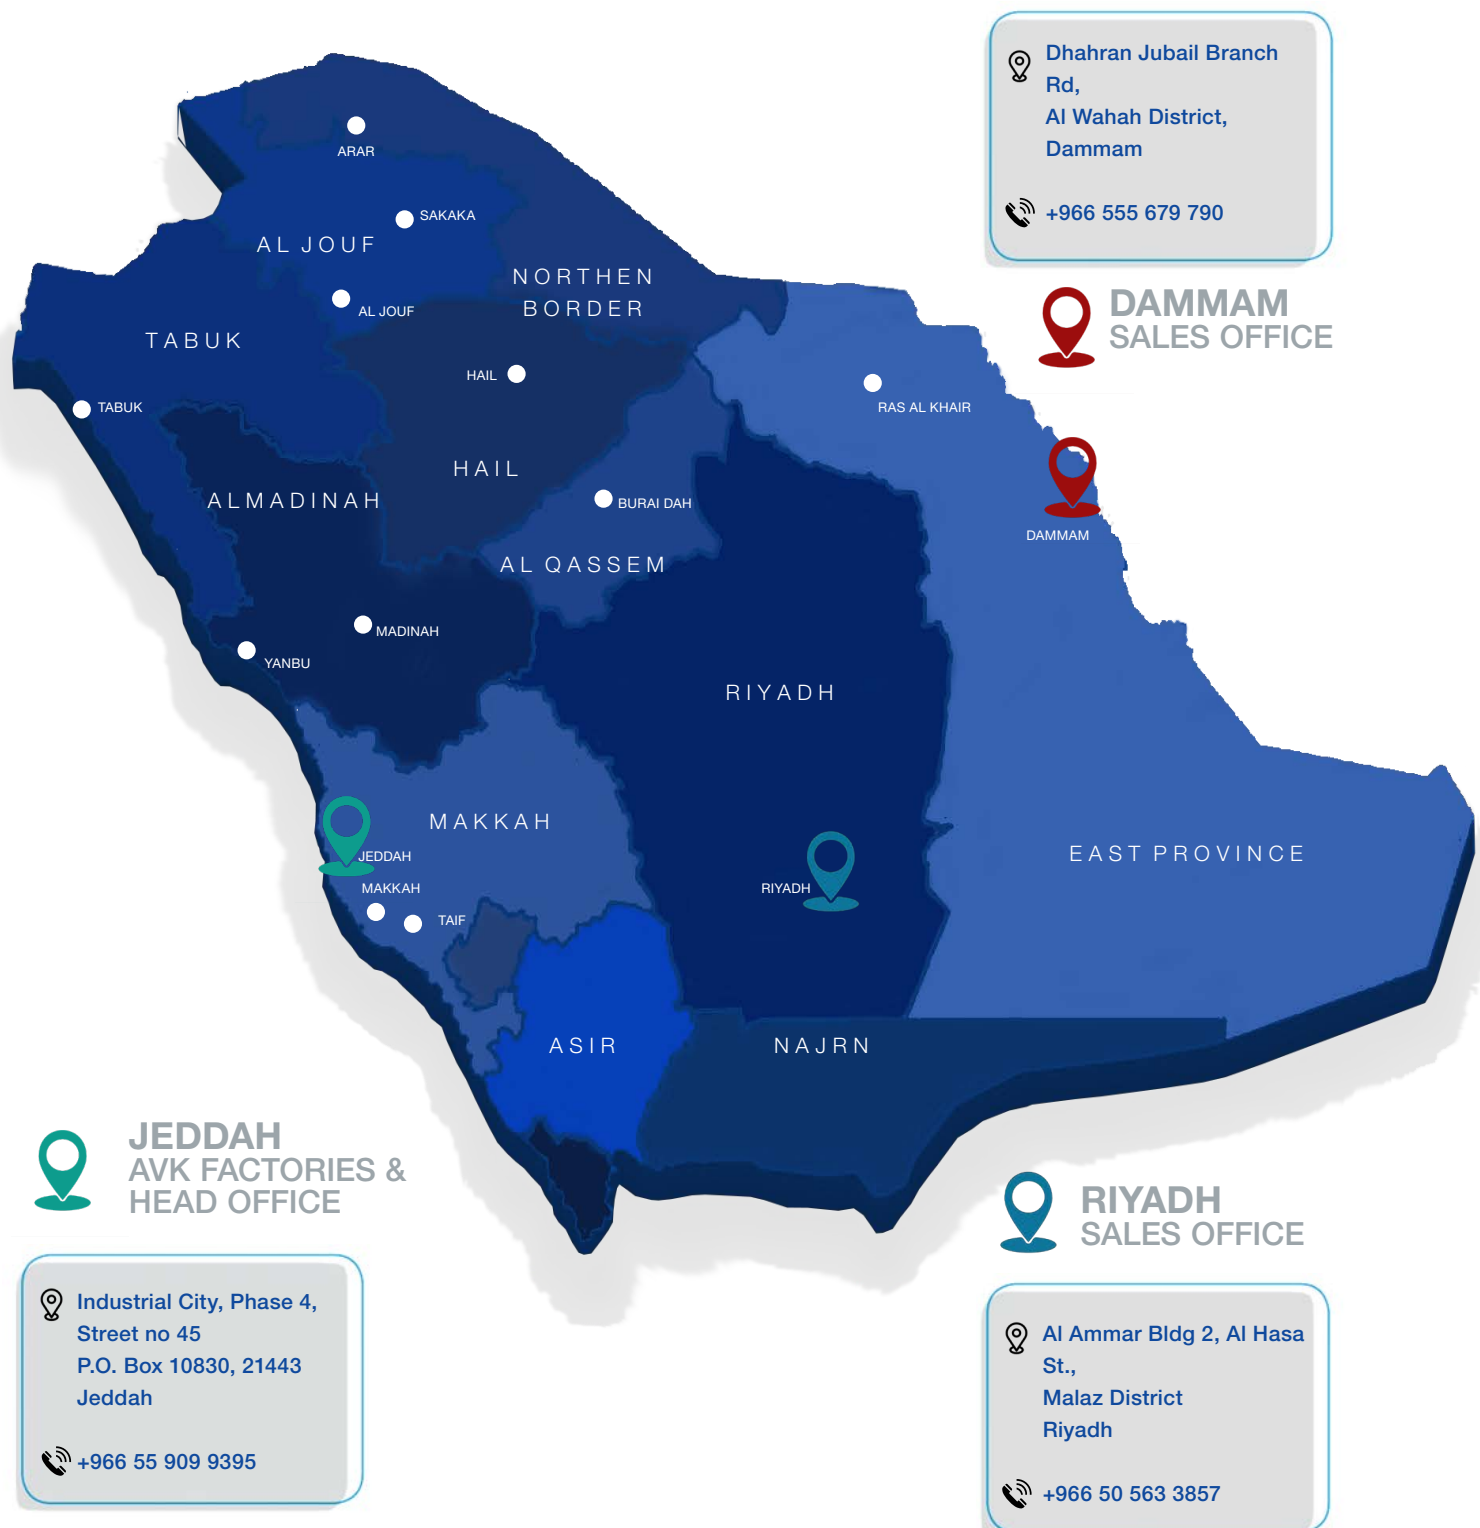 Dhahran Jubail Branch
Rd,
Al Wahah District,
Dammam
+966 555 679 790
DAMMAM
SALES OFFICE
ARAR
SAKAKA
AL JOUF
NORTHEN
BORDER
AL JOUF
TABUK
HAIL
TABUK
RAS AL KHAIR
HAIL
ALMADINAH
BURAI DAH
DAMMAM
AL QASSEM
MADINAH
YANBU
RIYADH
MAKKAH
JEDDAH
EAST PROVINCE
MAKKAH
RIYADH
TAIF
ASIR
NAJRN
JEDDAH
AVK FACTORIES &
HEAD OFFICE
Industrial City, Phase 4,
Street no 45
P.O. Box 10830, 21443
Jeddah
+966 55 909 9395
RIYADH
SALES OFFICE
Al Ammar Bldg 2, Al Hasa
St.,
Malaz District
Riyadh
+966 50 563 3857